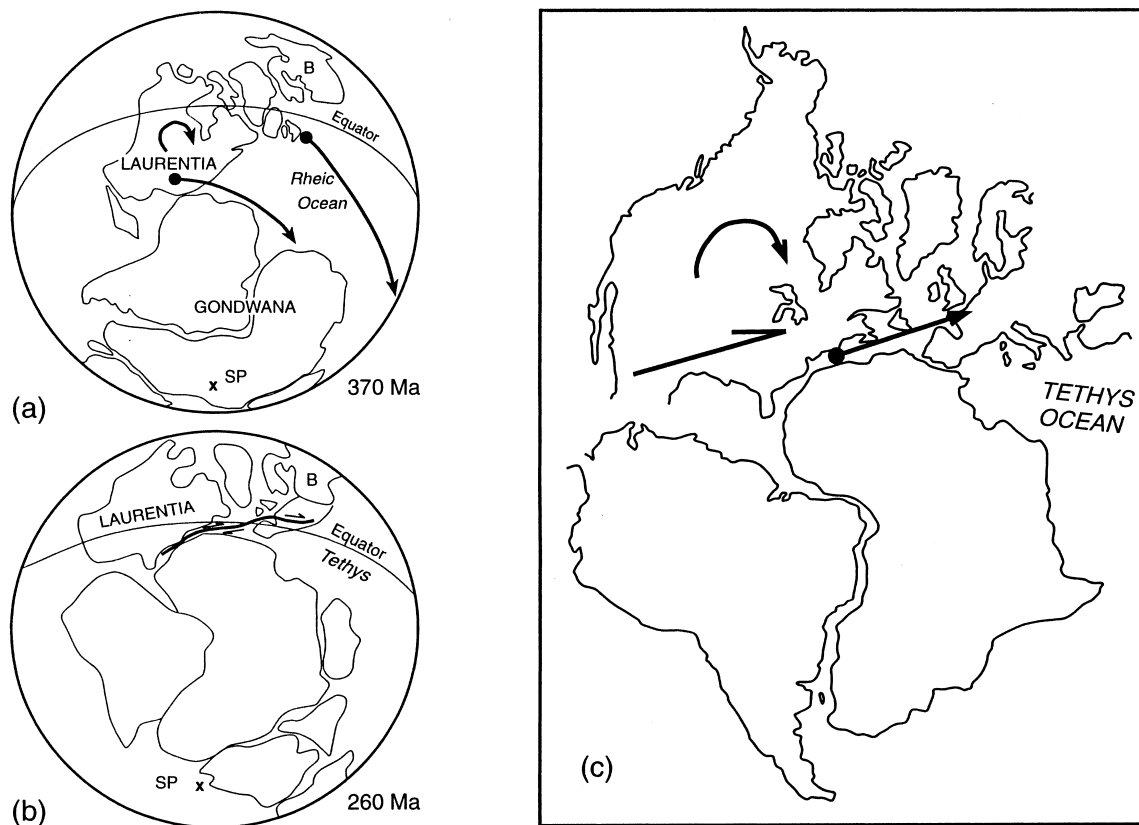 B
Equator
LAURENTIA
Rheic
Ocean
GONDWANA
x SP
370 Ma
(a)
B
LAURENTIA
Equator
Tethys
SP x
260 Ma
(b)
TETHYS
OCEAN
(c)